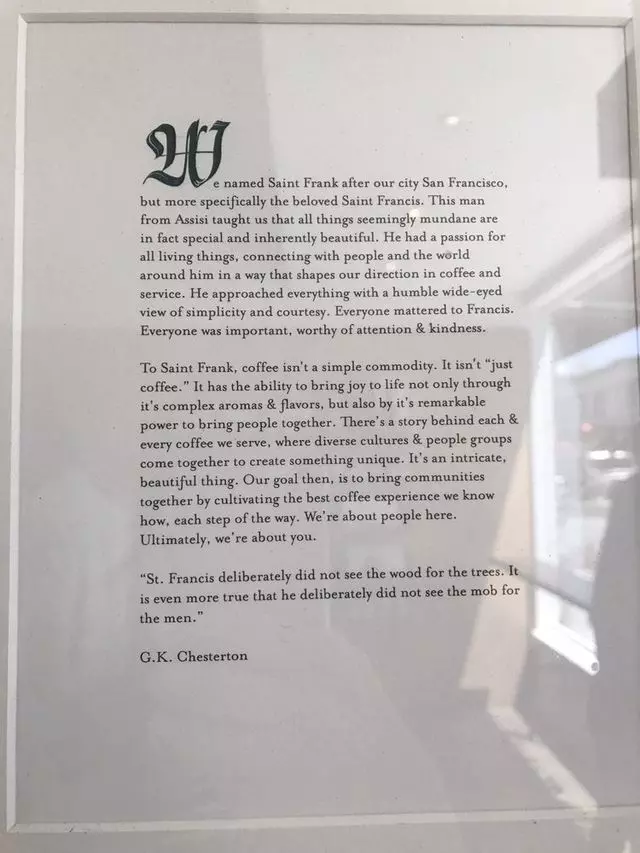 We named Saint Frank after our city San Francisco,
but more specifically the beloved Saint Francis. This man
from Assisi taught us that all things seemingly mundane are
in fact special and inherently beautiful. He had a passion for
all living things, connecting with people and the world
around him in a way that shapes our direction in coffee and
service. He approached everything with a humble wide-eyed
view of simplicity and courtesy. Everyone mattered to Francis.
Everyone was important, worthy of attention & kindness.
To Saint Frank, coffee isn't a simple commodity. It isn't "just
coffee." It has the ability to bring joy to life not only through
it's complex aromas & flavors, but also by it's remarkable
power to bring people together. There's a story behind each &
every coffee we serve, where diverse cultures & people groups
come together to create something unique. It's an intricate,
beautiful thing. Our goal then, is to bring communities
together by cultivating the best coffee experience we know
how, each step of the way. We're about people here.
Ultimately, we're about you.
"St. Francis deliberately did not see the wood for the trees. It
is even more true that he deliberately did not see the mob for
the men."
G.K. Chesterton